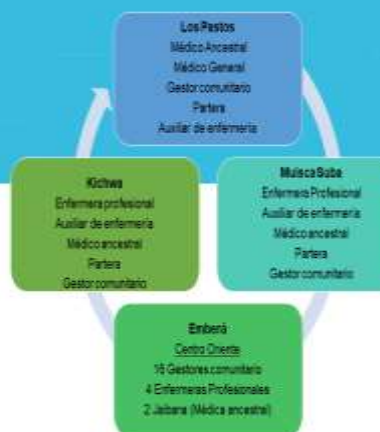 Los Pastos
Médico Ancestral
Médico General
Gestor comunitario
Partera
Auxiliar de enfermería
Kichwa
Enfermera profesional
Auxiliar de enfermería
Médico ancestral
Partera
Gestor comunitario
Muisca Suba
Enfermera Profesional
Auxiliar de enfermería
Médico ancestral
Partera
Gestor comunitario
Emberá
Centro Oriente
16 Gestores comunitario
4 Enfermeras Profesionales
2 Jaibana (Médica ancestral)